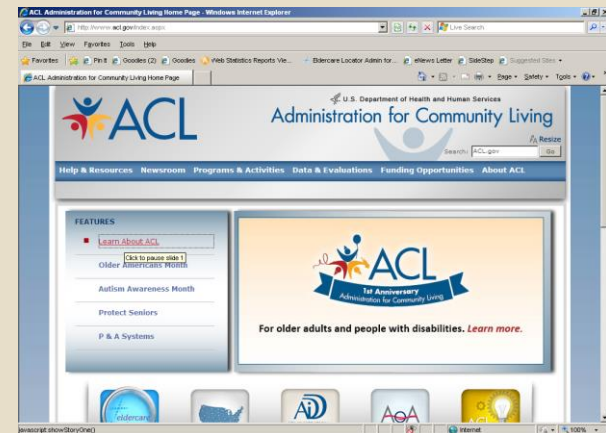 ACL Administration for Community Living Home Page - Windows Internet Explorer
http://www.acl.gov/index.aspx
Live Search
File Edit View Favorites Tools Help
Favorites Pin It Goodies (2) Goodies Web Statistics Reports Vie... Eldercare Locator Admin for... eNews Letter SideStep Suggested Sites
ACL Administration for Community Living Home Page
Page Safety Tools
ACL
U.S. Department of Health and Human Services
Administration for Community Living
Resize
Search: ACL.gov Go
Help & Resources Newsroom Programs & Activities Data & Evaluations Funding Opportunities About ACL
FEATURES
Learn About ACL
Click to pause slide 1
Older Americans Month
Autism Awareness Month
Protect Seniors
P & A Systems
ACL
1st Anniversary
Administration for Community Living
For older adults and people with disabilities. Learn more.
eldercare
AiDD
AoA
javascript:showStoryOne()
Internet
100%